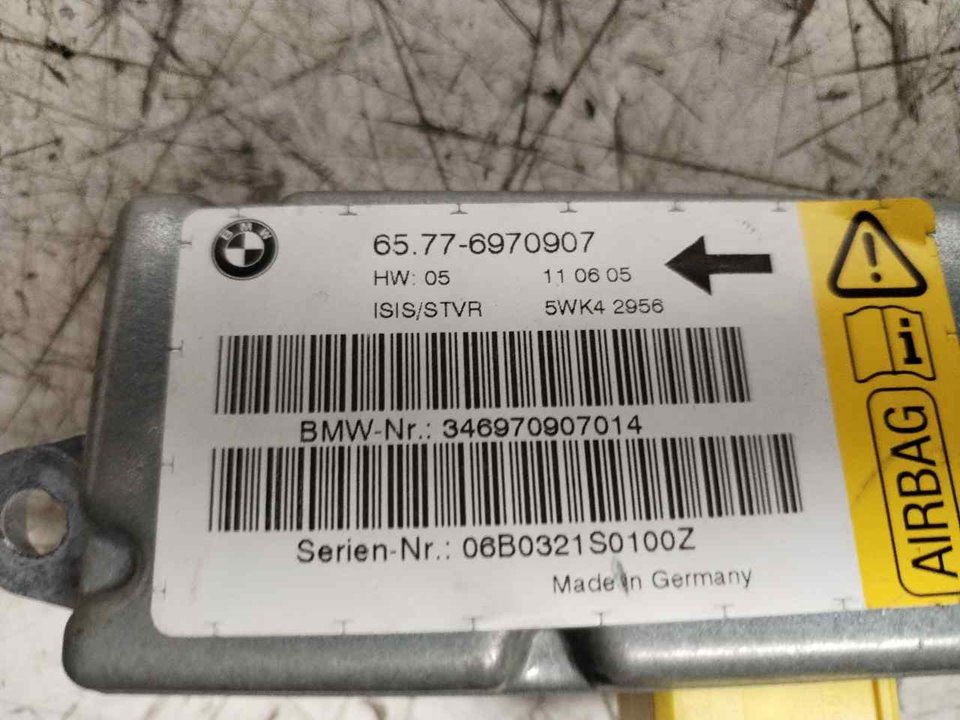 BMW
65.77-6970907
HW: 05 11 06 05
ISIS/STVR 5WK4 2956
BMW-Nr.: 346970907014
Serien-Nr.: 06B0321S0100Z
Made in Germany
AIRBAG